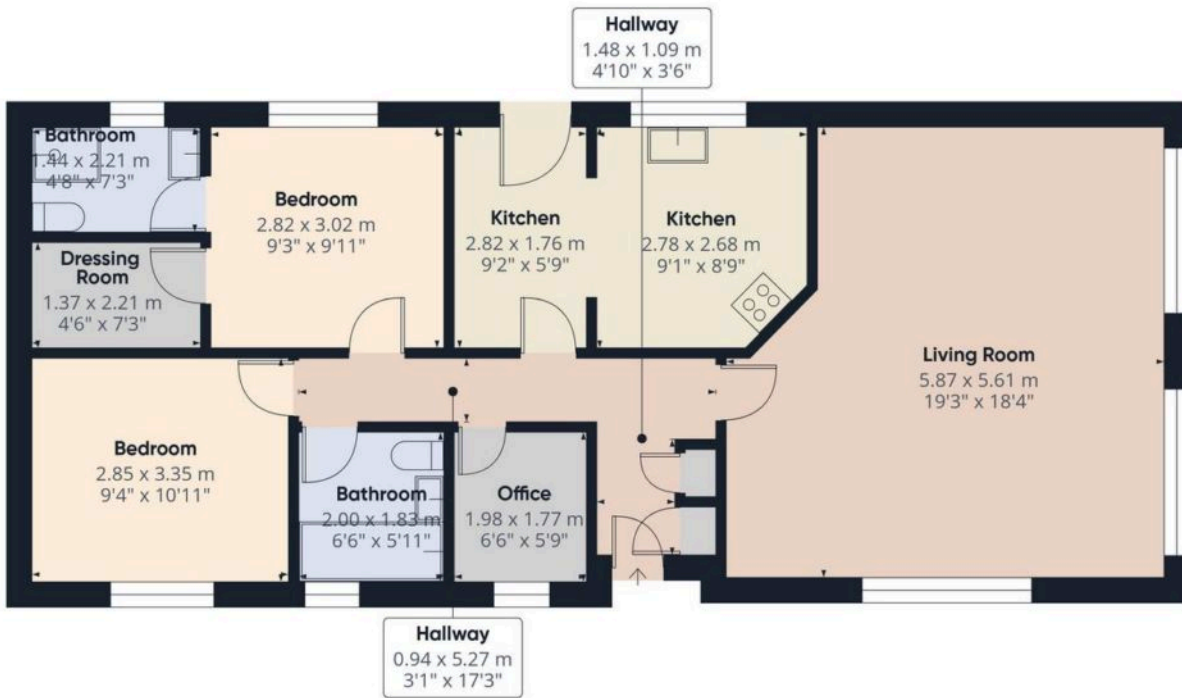 Hallway
1.48 x 1.09 m
4'10" x 3'6"
Bathroom
1.44 x 2.21 m
4'8" x 7'3"
Bedroom
2.82 x 3.02 m
9'3" x 9'11"
Kitchen
2.82 x 1.76 m
9'2" x 5'9"
Kitchen
2.78 x 2.68 m
9'1" x 8'9"
Dressing
Room
1.37 x 2.21 m
4'6" x 7'3"
Living Room
5.87 x 5.61 m
19'3" x 18'4"
Bedroom
2.85 x 3.35 m
9'4" x 10'11"
Bathroom
2.00 x 1.83 m
6'6" x 5'11"
Office
1.98 x 1.77 m
6'6" x 5'9"
Hallway
0.94 x 5.27 m
3'1" x 17'3"